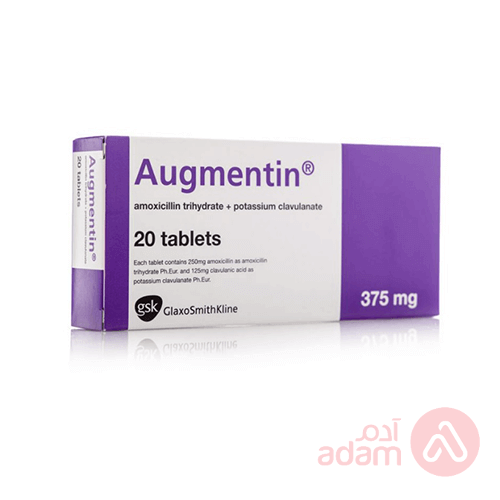 20 tablets
Augmentin®
Augmentin®
amoxicillin trihydrate + potassium clavulanate
20 tablets
Each tablet contains 250mg amoxicillin as amoxicillin
trihydrate Ph.Eur. and 125mg clavulanic acid as
potassium clavulanate Ph.Eur.
gsk GlaxoSmithKline
375 mg
آدم
adam